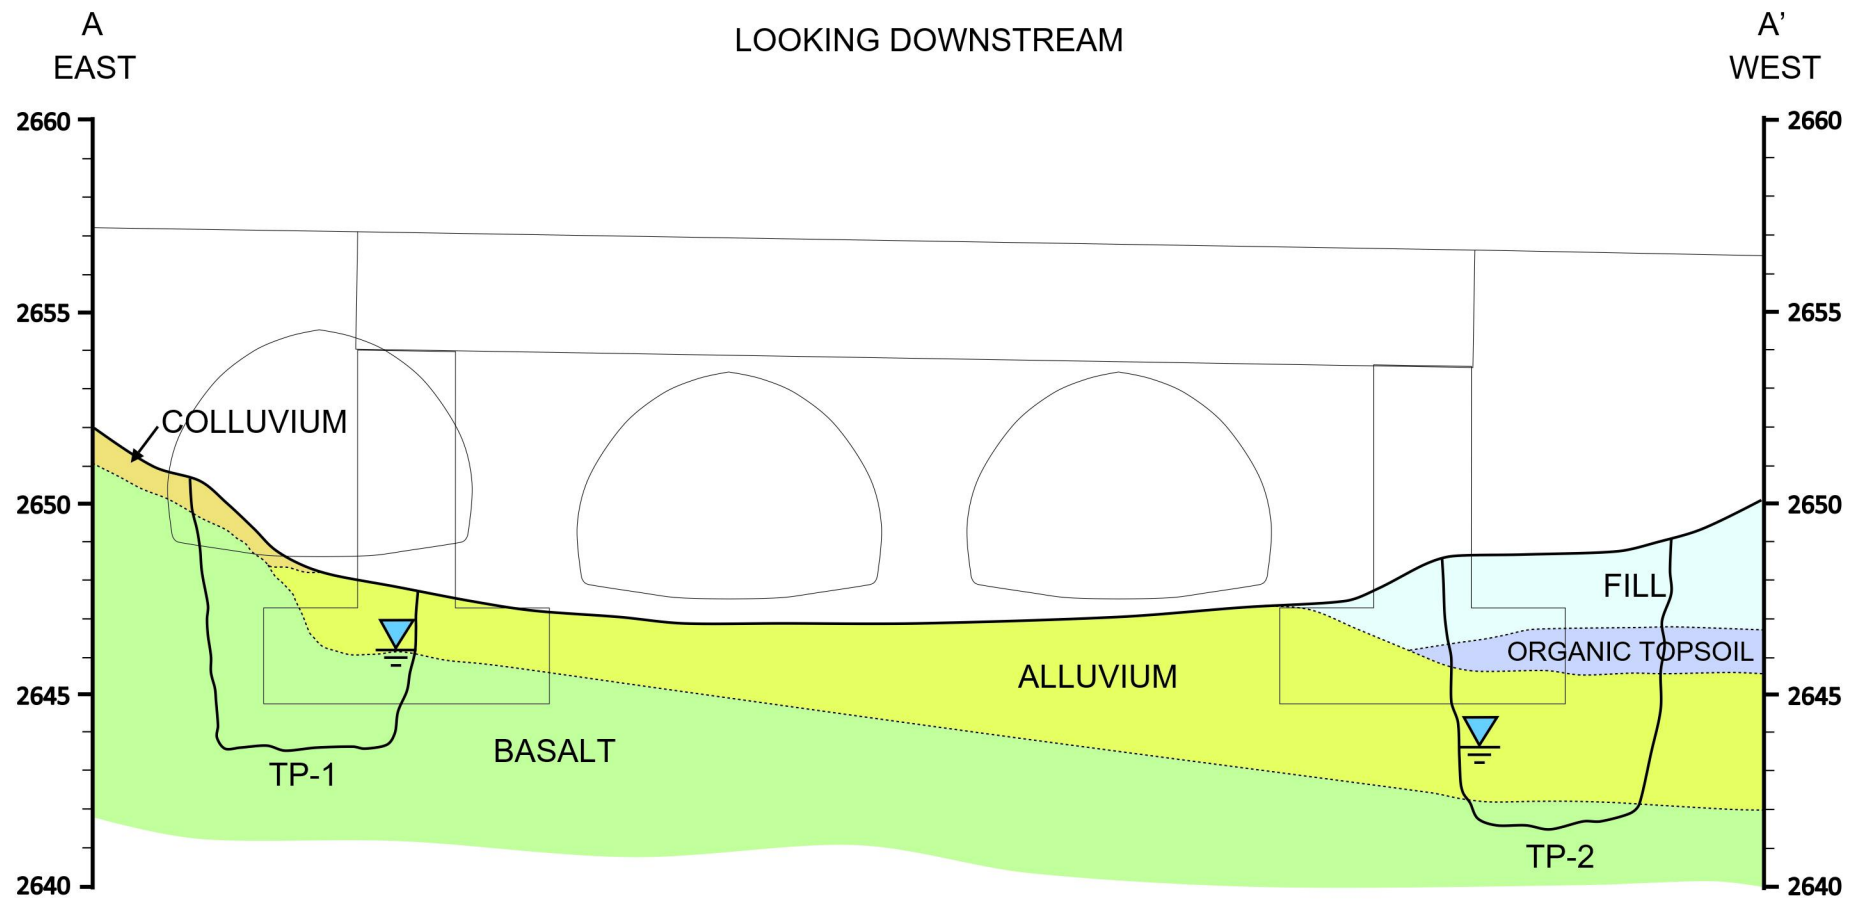 A
EAST
LOOKING DOWNSTREAM
A’
WEST
2660
2660
2655
2655
COLLUVIUM
2650
2650
FILL
ORGANIC TOPSOIL
ALLUVIUM
2645
2645
BASALT
TP-1
TP-2
2640
2640